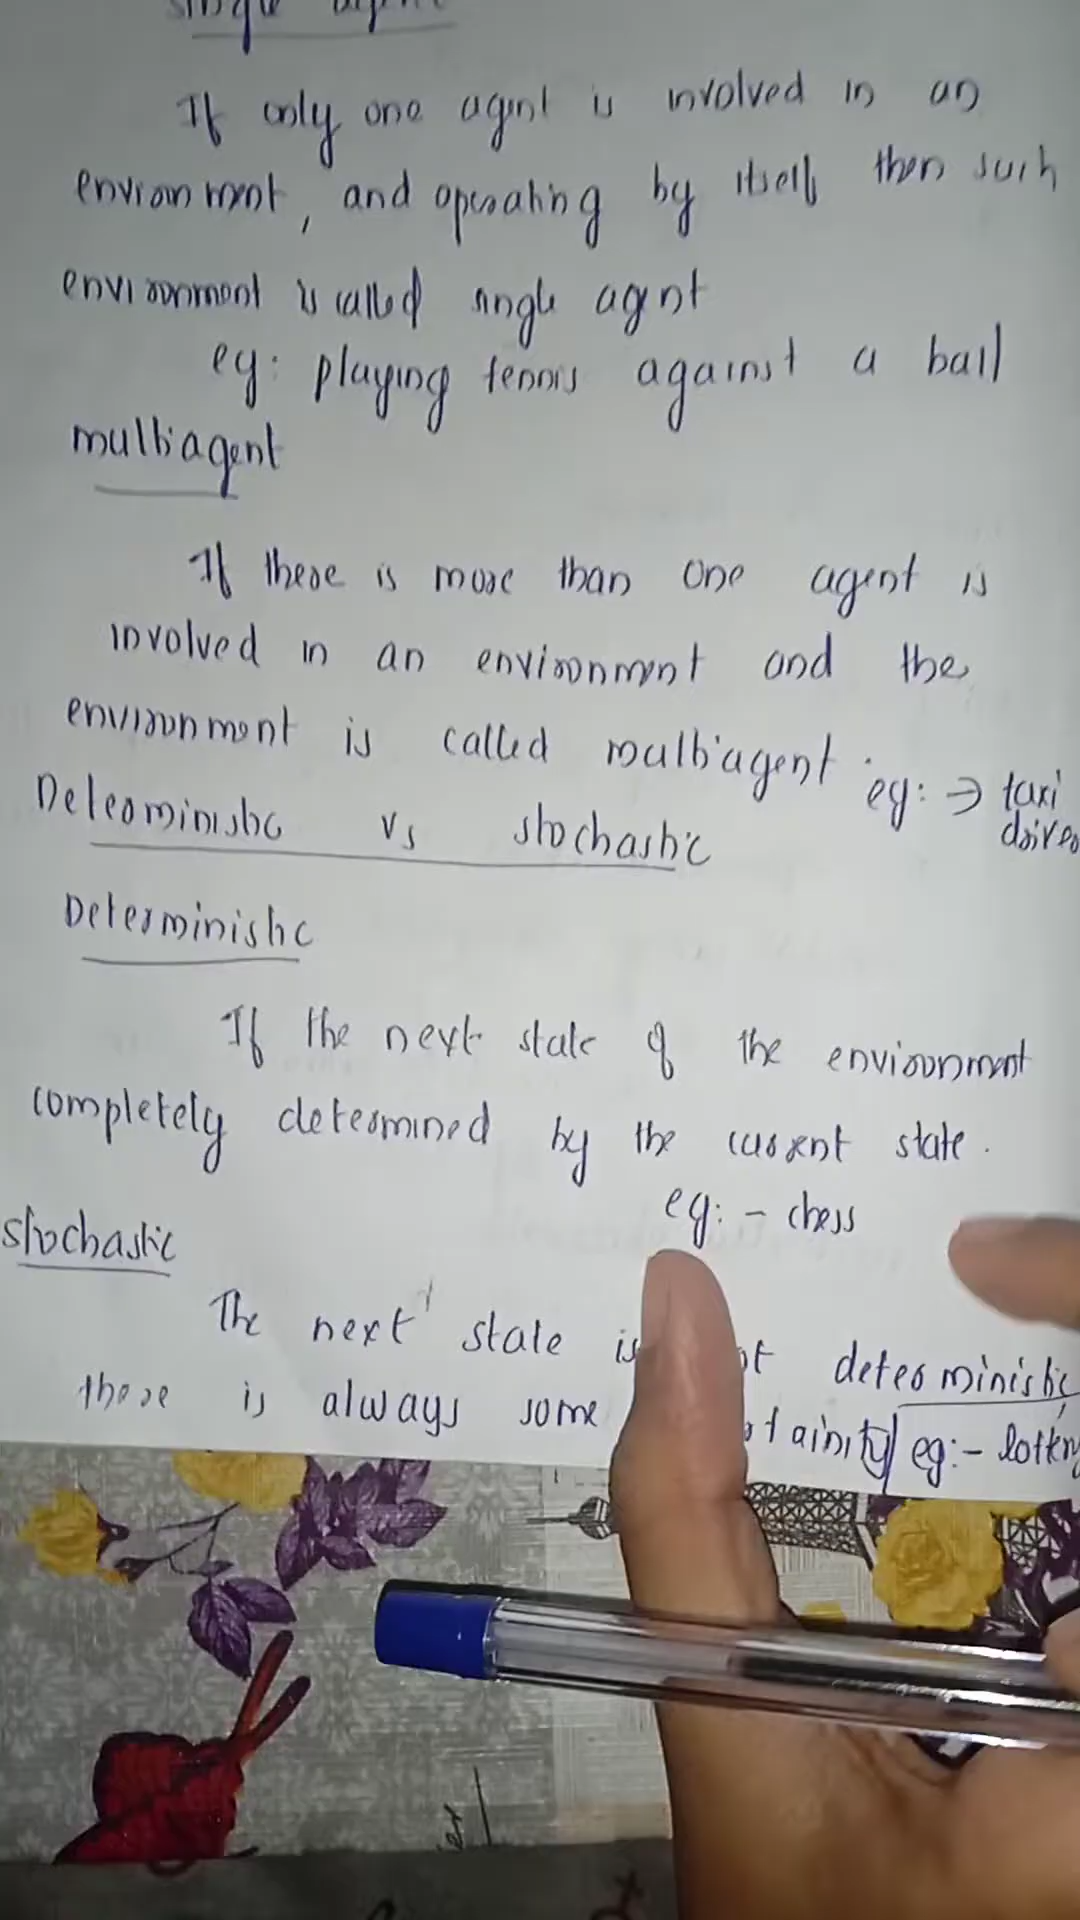 single agent
If only one agent is involved in an
environment, and operating by itself then such
environment is called single agent
eg: playing tennis against a ball
multiagent
If there is more than one agent is
involved in an environment and the
environment is called multiagent eg: → taxi
driver
Deterministic vs stochastic
Deterministic
If the next state of the environment
completely determined by the current state.
eg: - chess
stochastic
The next state is deterministic,
there is always some eg:- lottery